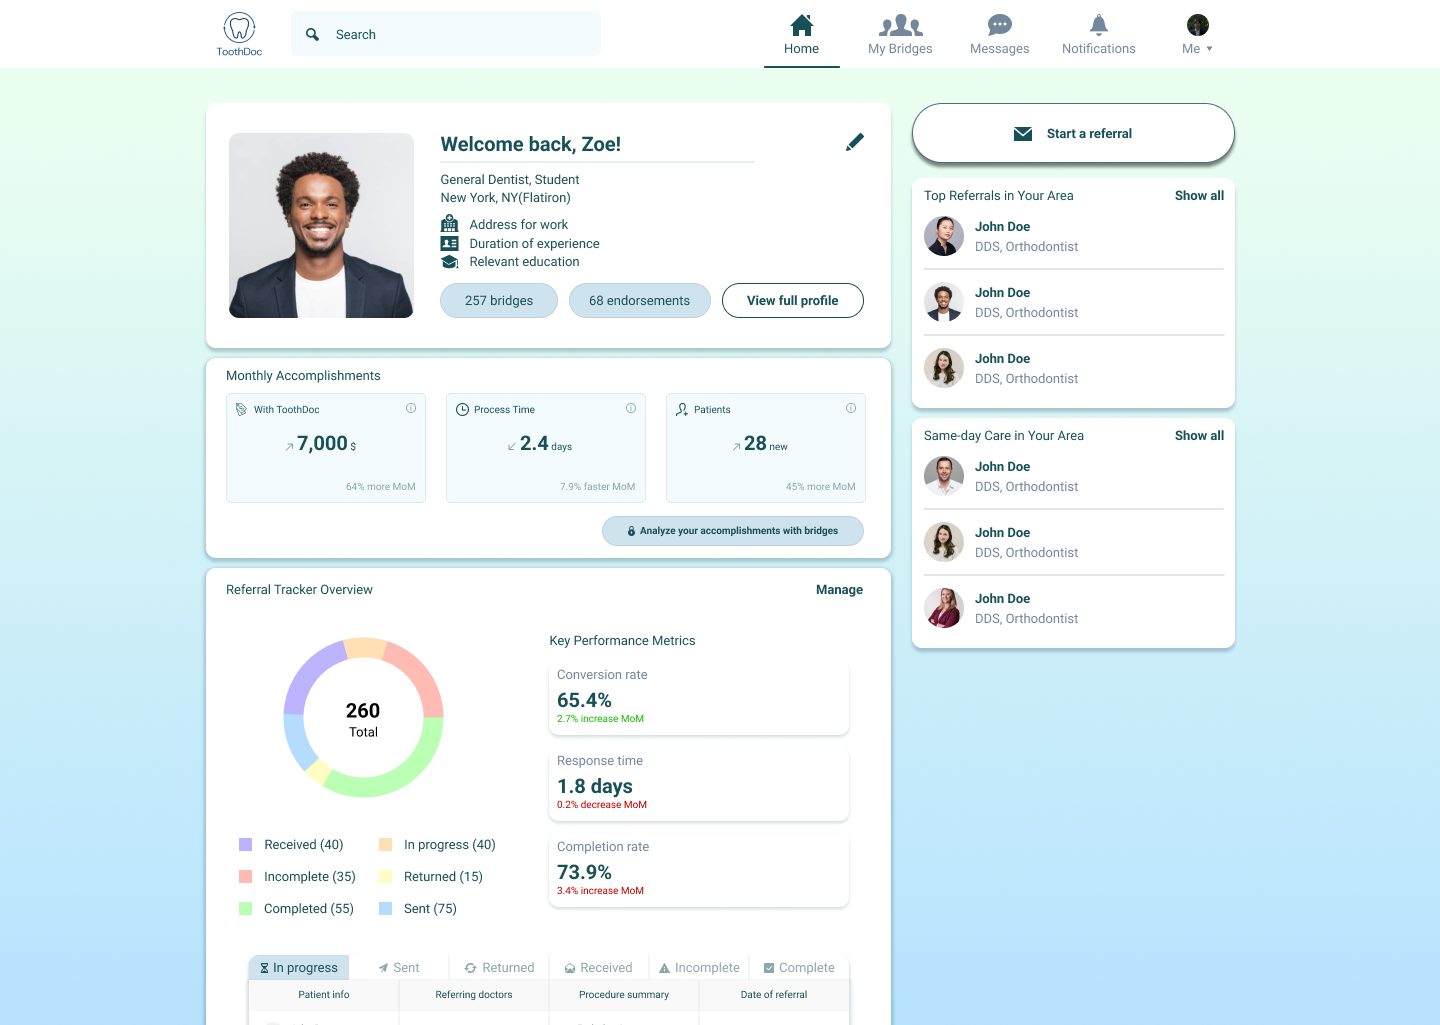 ToothDoc
Search
Home
My Bridges
Messages
Notifications
Me
Welcome back, Zoe!
General Dentist, Student
New York, NY(Flatiron)
Address for work
Duration of experience
Relevant education
257 bridges
68 endorsements
View full profile
Start a referral
Top Referrals in Your Area
Show all
John Doe
DDS, Orthodontist
John Doe
DDS, Orthodontist
John Doe
DDS, Orthodontist
Same-day Care in Your Area
Show all
John Doe
DDS, Orthodontist
John Doe
DDS, Orthodontist
John Doe
DDS, Orthodontist
Monthly Accomplishments
With ToothDoc
7,000 $
64% more MoM
Process Time
2.4 days
7.9% faster MoM
Patients
28 new
45% more MoM
Analyze your accomplishments with bridges
Referral Tracker Overview
Manage
260
Total
Received (40)
In progress (40)
Incomplete (35)
Returned (15)
Completed (55)
Sent (75)
Key Performance Metrics
Conversion rate
65.4%
2.7% increase MoM
Response time
1.8 days
0.2% decrease MoM
Completion rate
73.9%
3.4% increase MoM
In progress
Sent
Returned
Received
Incomplete
Complete
Patient info
Referring doctors
Procedure summary
Date of referral